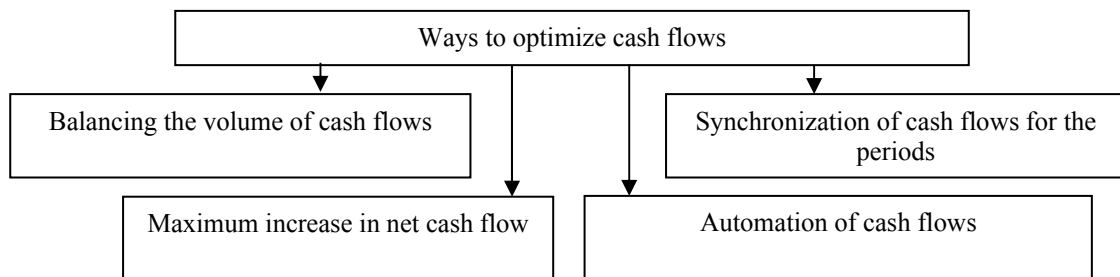 Ways to optimize cash flows
Balancing the volume of cash flows
Synchronization of cash flows for the
periods
Maximum increase in net cash flow
Automation of cash flows